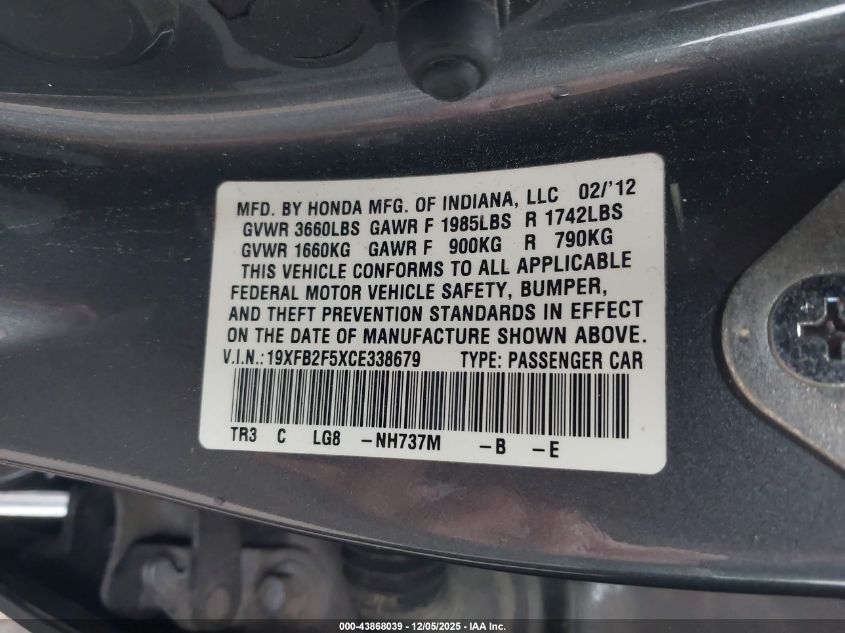 MFD. BY HONDA MFG. OF INDIANA, LLC 02/'12
GVWR 3660LBS GAWR F 1985LBS R 1742LBS
GVWR 1660KG GAWR F 900KG R 790KG
THIS VEHICLE CONFORMS TO ALL APPLICABLE
FEDERAL MOTOR VEHICLE SAFETY, BUMPER,
AND THEFT PREVENTION STANDARDS IN EFFECT
ON THE DATE OF MANUFACTURE SHOWN ABOVE.
V.I.N.:19XFB2F5XCE338679 TYPE: PASSENGER CAR
TR3 C LG8 -NH737M -B -E
000-43868039 - 12/05/2025 - IAA Inc.